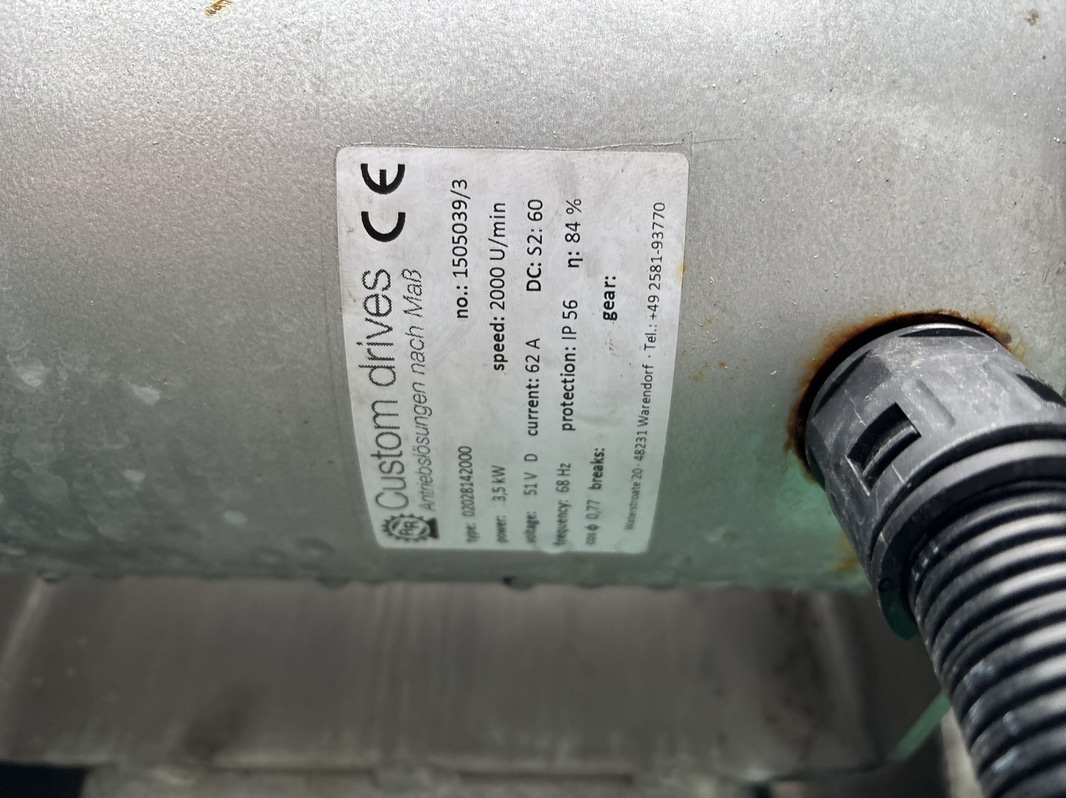 Custom drives CE
Antriebslösungen nach Maß
type: 02028142000 no.: 1505039/3
power: 3,5 kW speed: 2000 U/min
voltage: 51 V D current: 62 A DC: S2: 60
frequency: 68 Hz protection: IP 56 η: 84 %
cos ϕ 0,77 breaks: gear:
48231 Warendorf · Tel.: +49 2581-93770